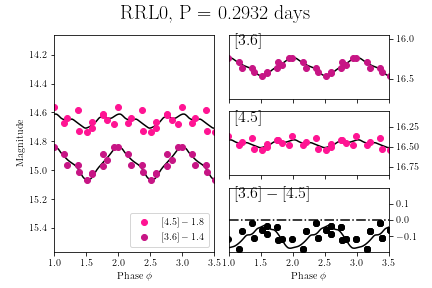 RRL0, P = 0.2932 days
14.2
14.4
14.6
14.8
15.0
15.2
15.4
Magnitude
[4.5] − 1.8
[3.6] − 1.4
1.0 1.5 2.0 2.5 3.0 3.5
Phase ϕ
[3.6]
16.0
16.5
[4.5]
16.25
16.50
16.75
[3.6] − [4.5]
0.1
0.0
−0.1
1.0 1.5 2.0 2.5 3.0 3.5
Phase ϕ